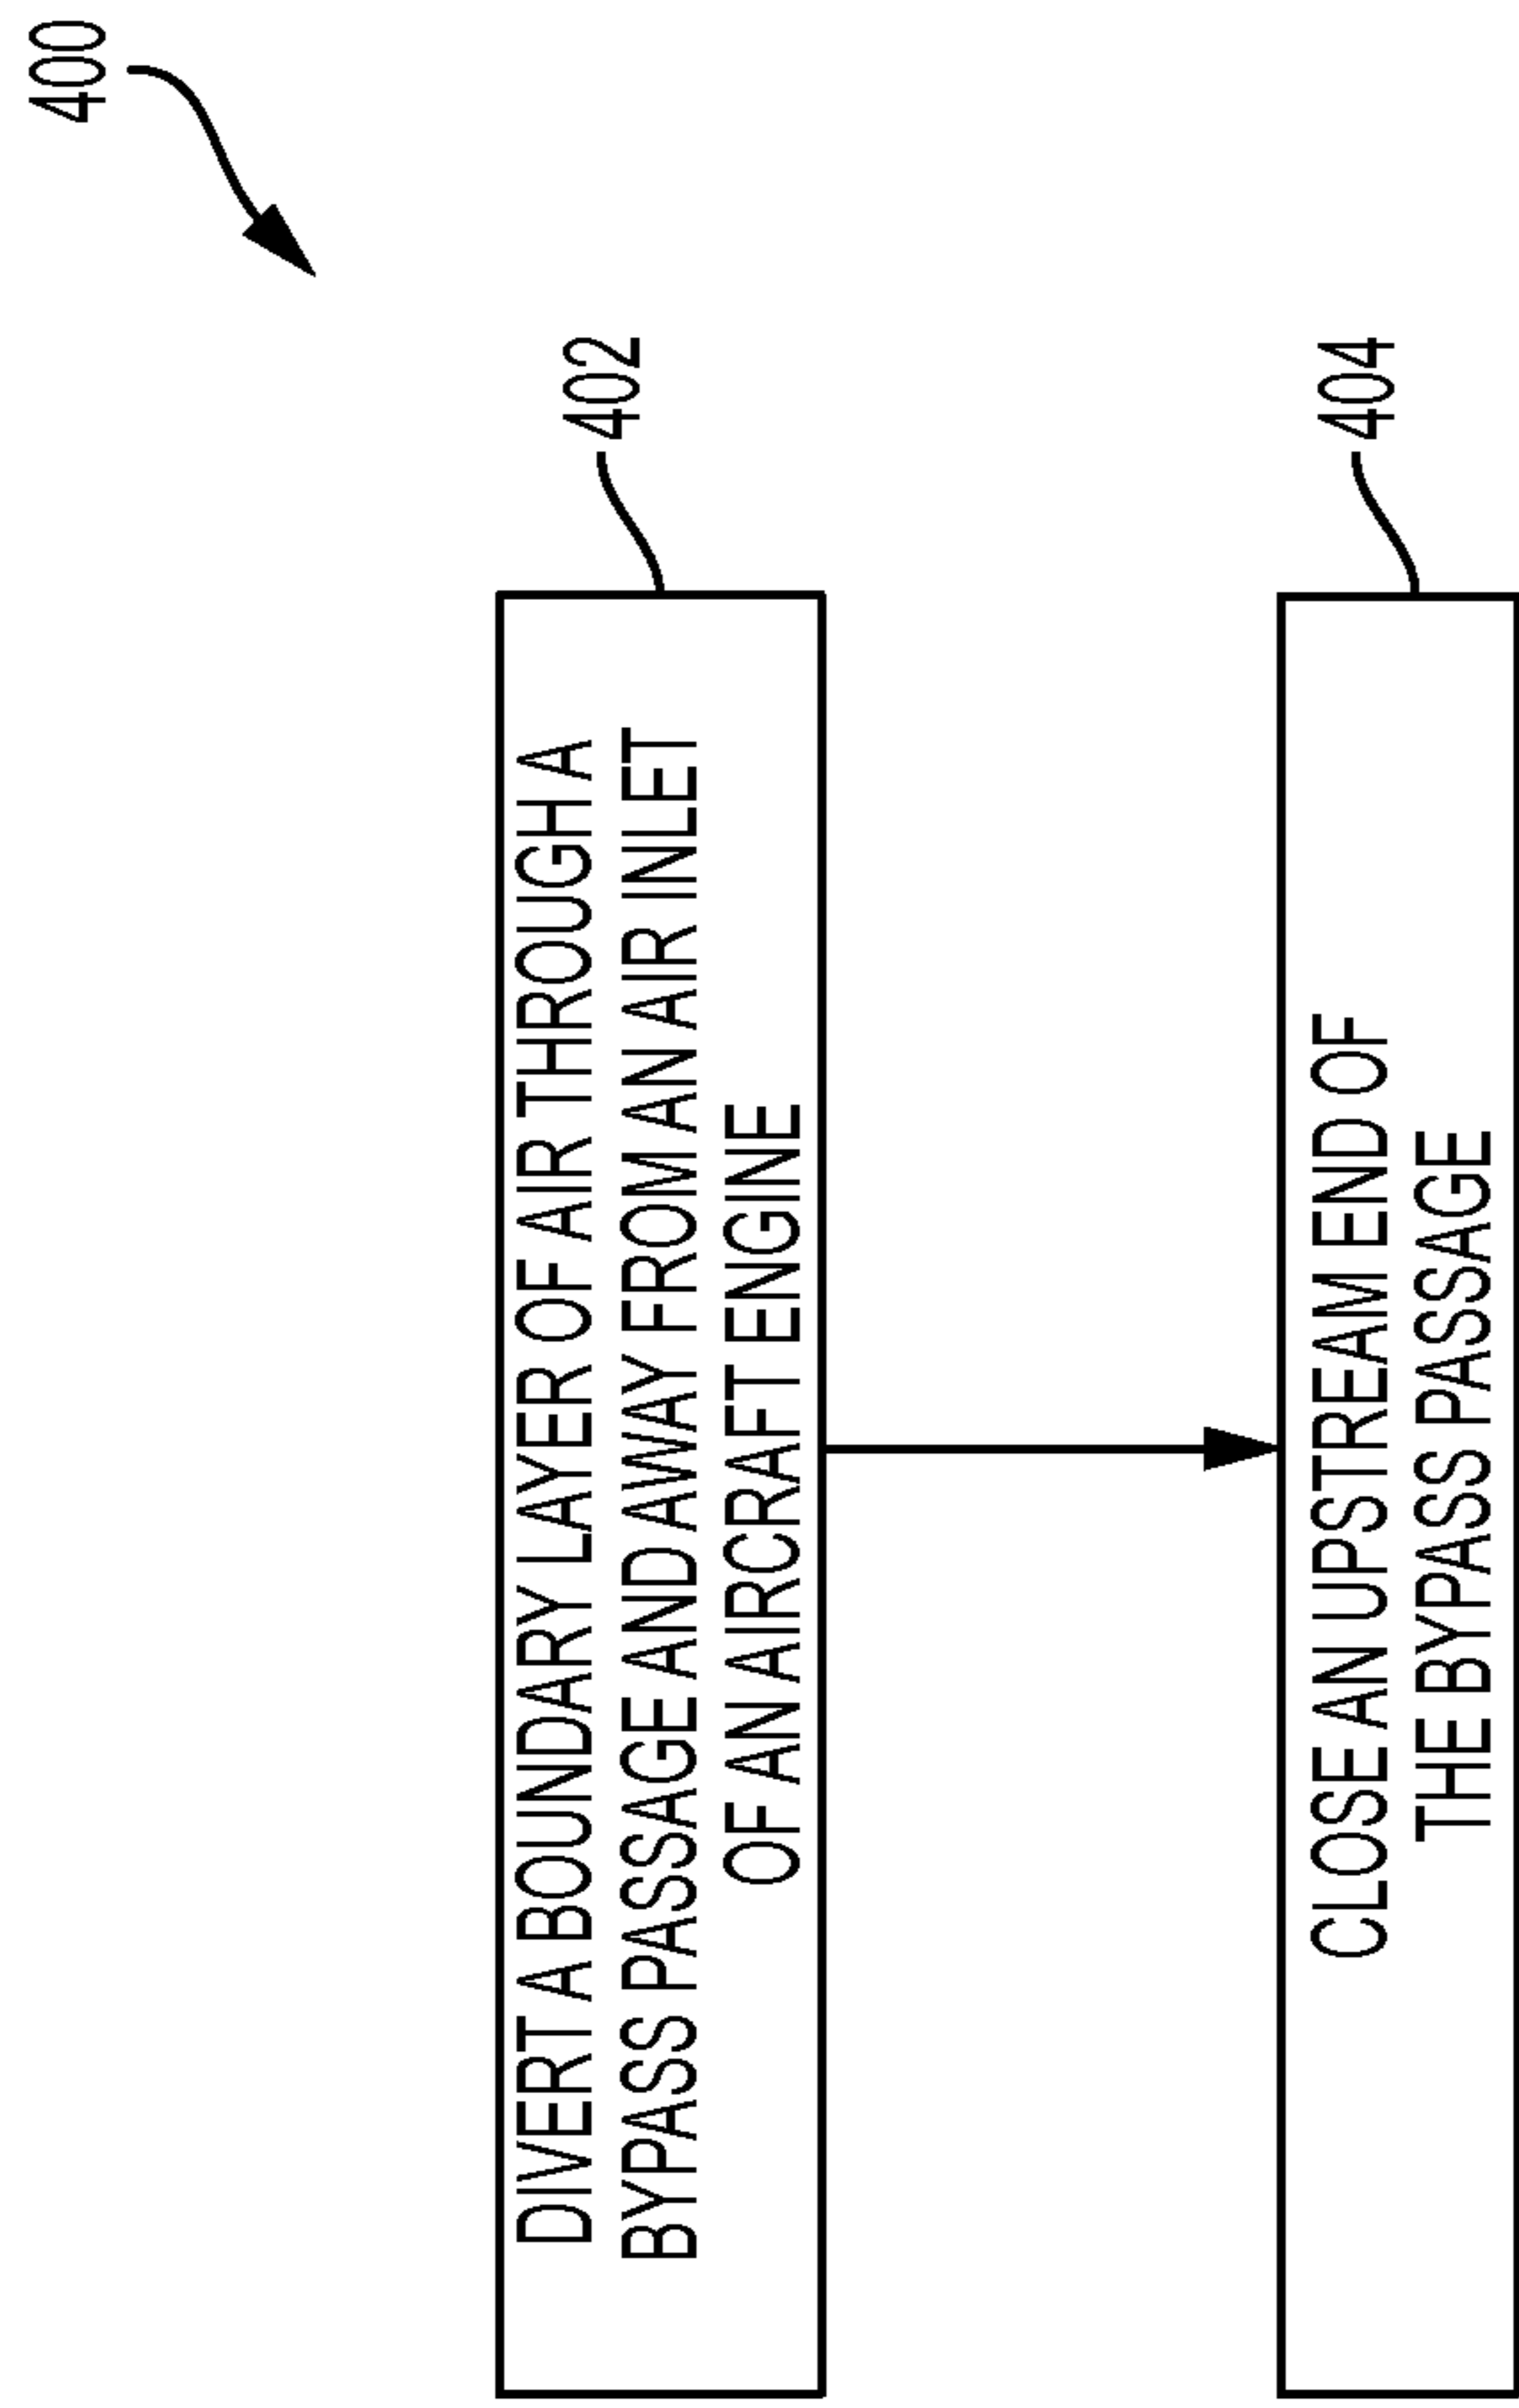 400
402
DIVERT A BOUNDARY LAYER OF AIR THROUGH A
BYPASS PASSAGE AND AWAY FROM AN AIR INLET
OF AN AIRCRAFT ENGINE
404
CLOSE AN UPSTREAM END OF
THE BYPASS PASSAGE